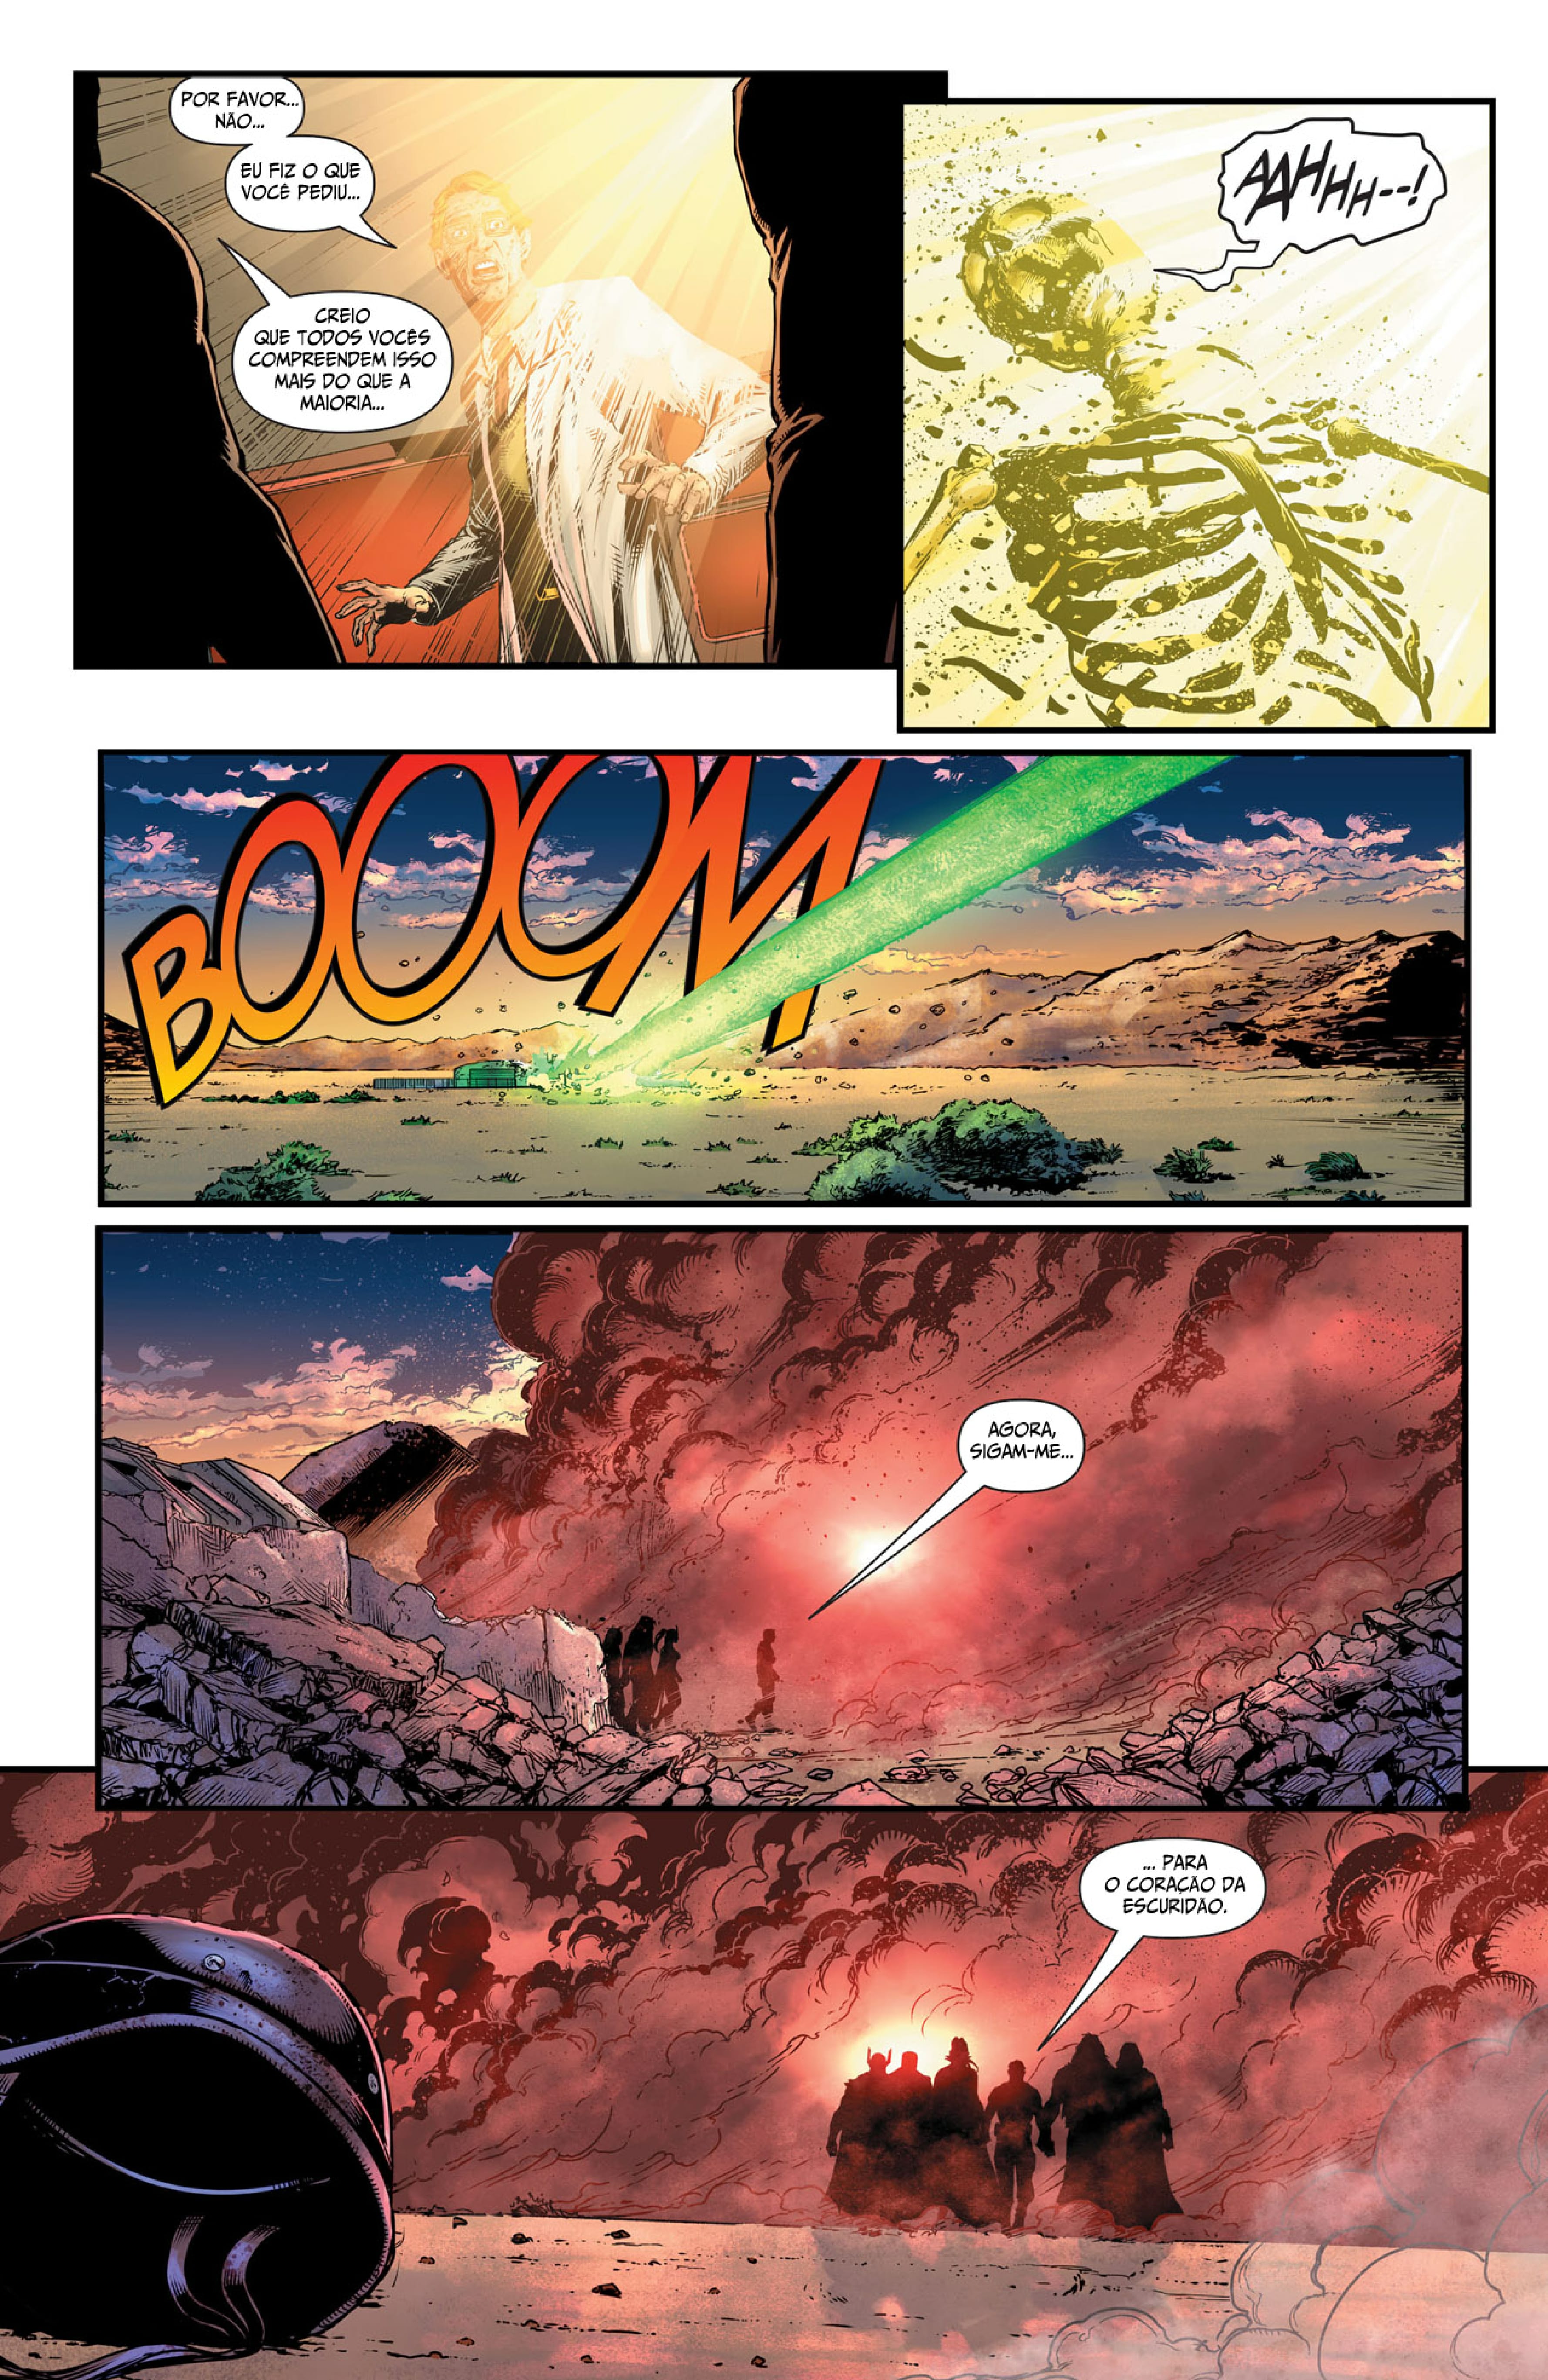 POR FAVOR...
NÃO...
EU FIZ O QUE
VOCÊ PEDIU...
CREIO
QUE TODOS VOCÊS
COMPREENDEM ISSO
MAIS DO QUE A
MAIORIA...
AAHHH--!
BOOOM
AGORA,
SIGAM-ME...
... PARA
O CORAÇÃO DA
ESCURIDÃO.